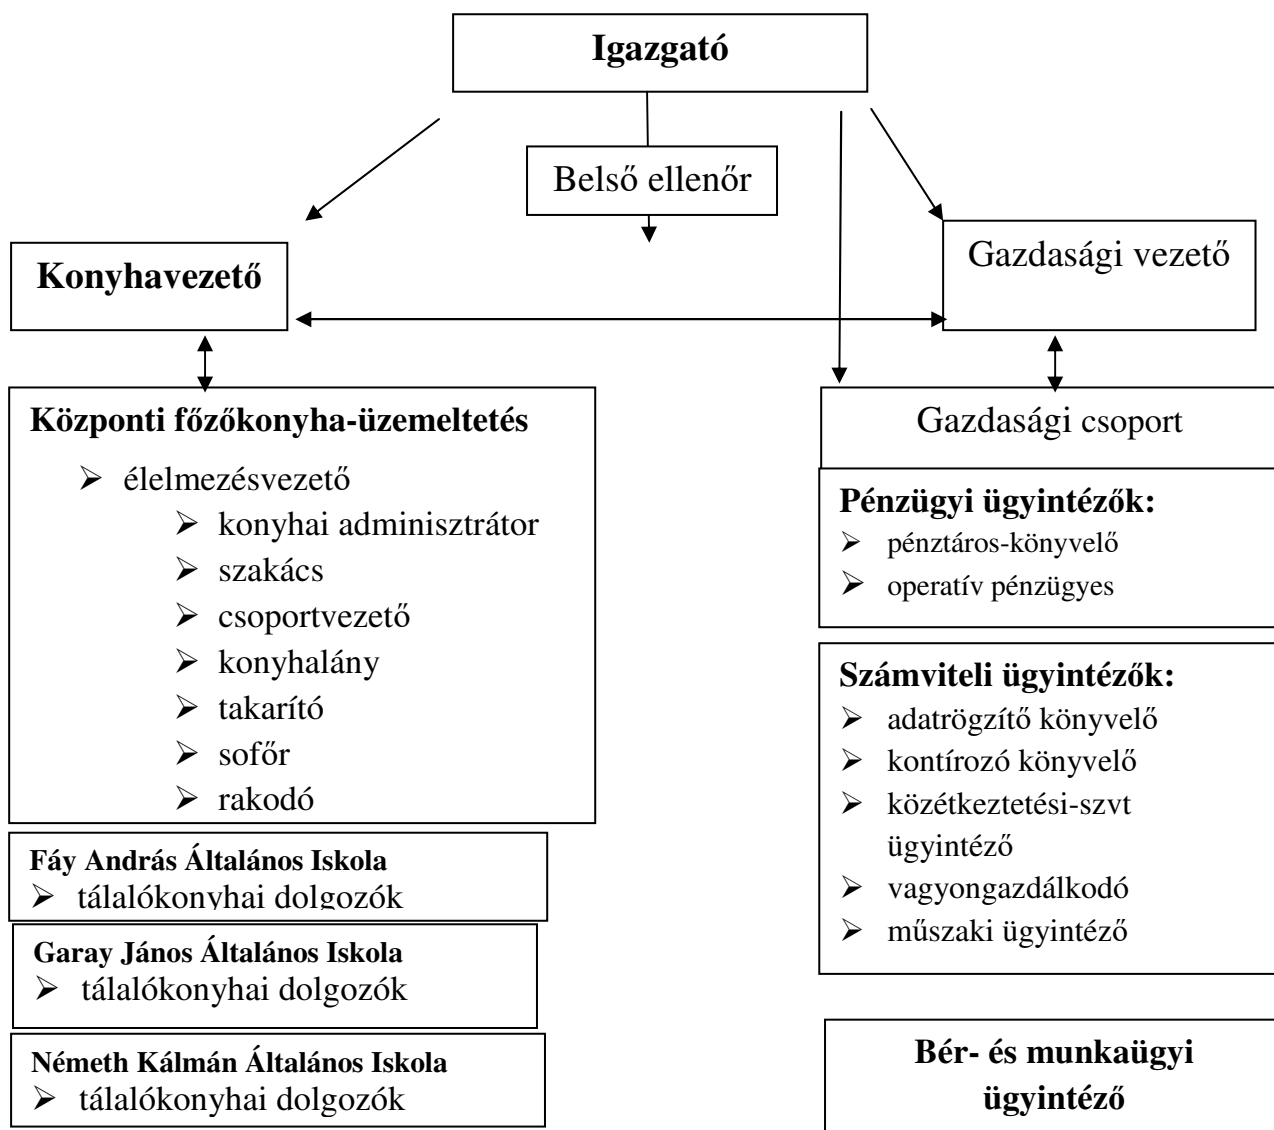 Igazgató
Belső ellenőr
Konyhavezető
Gazdasági vezető
Központi főzőkonyha-üzemeltetés
➢ élelmezésvezető
➢ konyhai adminisztrátor
➢ szakács
➢ csoportvezető
➢ konyhalány
➢ takarító
➢ sofőr
➢ rakodó
Fáy András Általános Iskola
➢ tálalókonyhai dolgozók
Garay János Általános Iskola
➢ tálalókonyhai dolgozók
Németh Kálmán Általános Iskola
➢ tálalókonyhai dolgozók
Gazdasági csoport
Pénzügyi ügyintézők:
➢ pénztáros-könyvelő
➢ operatív pénzügyes
Számviteli ügyintézők:
➢ adatrögzítő könyvelő
➢ kontírozó könyvelő
➢ közétkeztetési-szvt
ügyintéző
➢ vagyongazdálkodó
➢ műszaki ügyintéző
Bér- és munkaügyi
ügyintéző